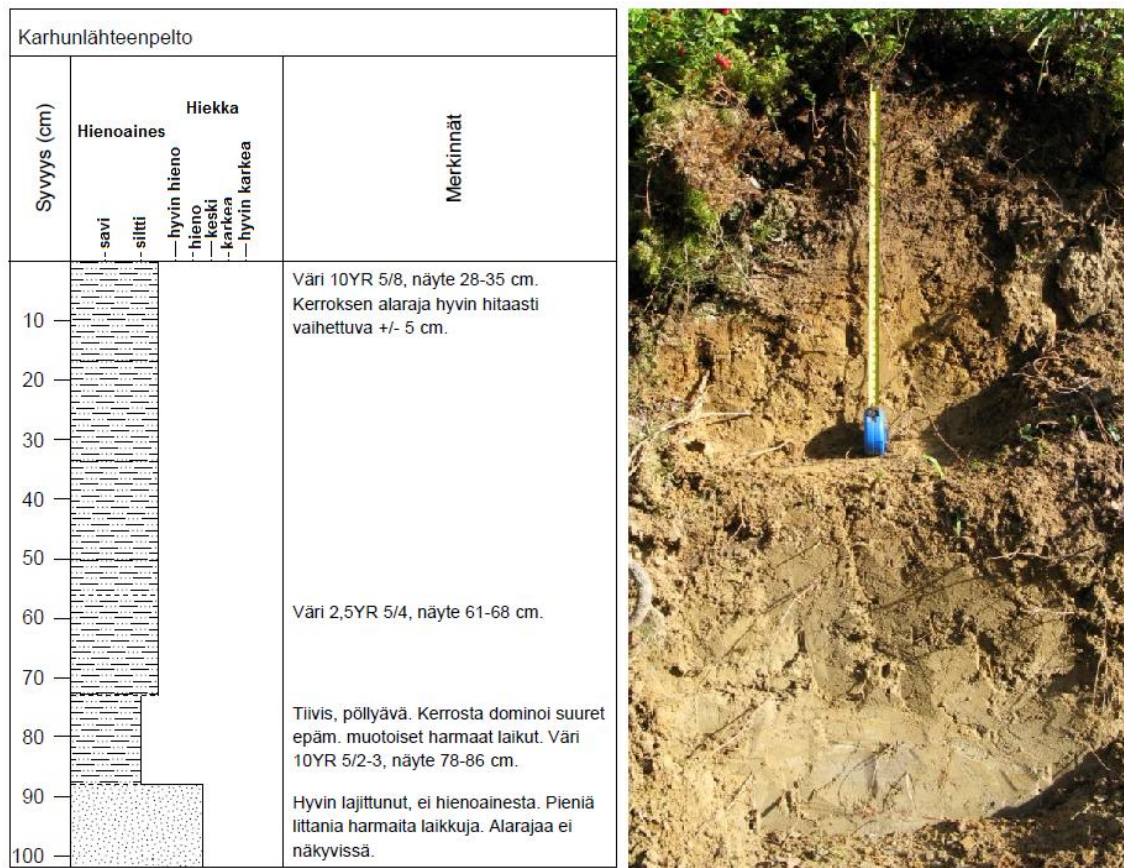 Karhunlähteenpelto
Syvyys (cm)
Hienoaines
Hiekka
savi
siltti
hyvin hieno
hieno
keski
karkea
hyvin karkea
Merkinnät
10
20
30
40
50
60
70
80
90
100
Väri 10YR 5/8, näyte 28-35 cm.
Kerroksen alaraja hyvin hitaasti
vaihettuva +/- 5 cm.
Väri 2,5YR 5/4, näyte 61-68 cm.
Tiivis, pöllyävä. Kerrosta dominoi suuret
epäm. muotoiset harmaat laikut. Väri
10YR 5/2-3, näyte 78-86 cm.
Hyvin lajittunut, ei hienoainesta. Pieniä
littania harmaita laikkuja. Alarajaa ei
näkyvissä.